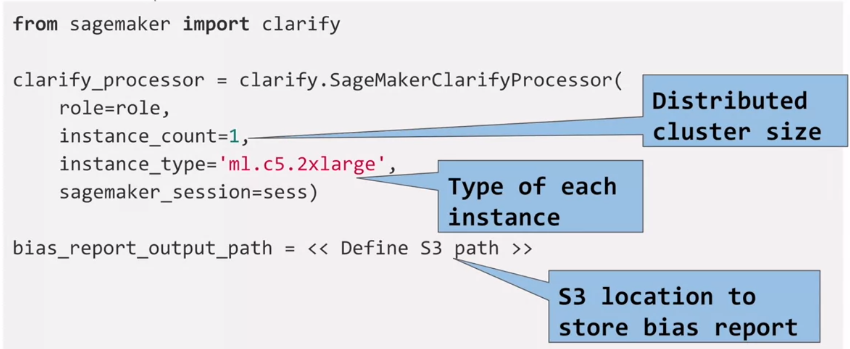 from sagemaker import clarify
clarify_processor = clarify.SageMakerClarifyProcessor(
    role=role,
    instance_count=1,
    instance_type='ml.c5.2xlarge',
    sagemaker_session=sess)
bias_report_output_path = << Define S3 path >>
Distributed
cluster size
Type of each
instance
S3 location to
store bias report